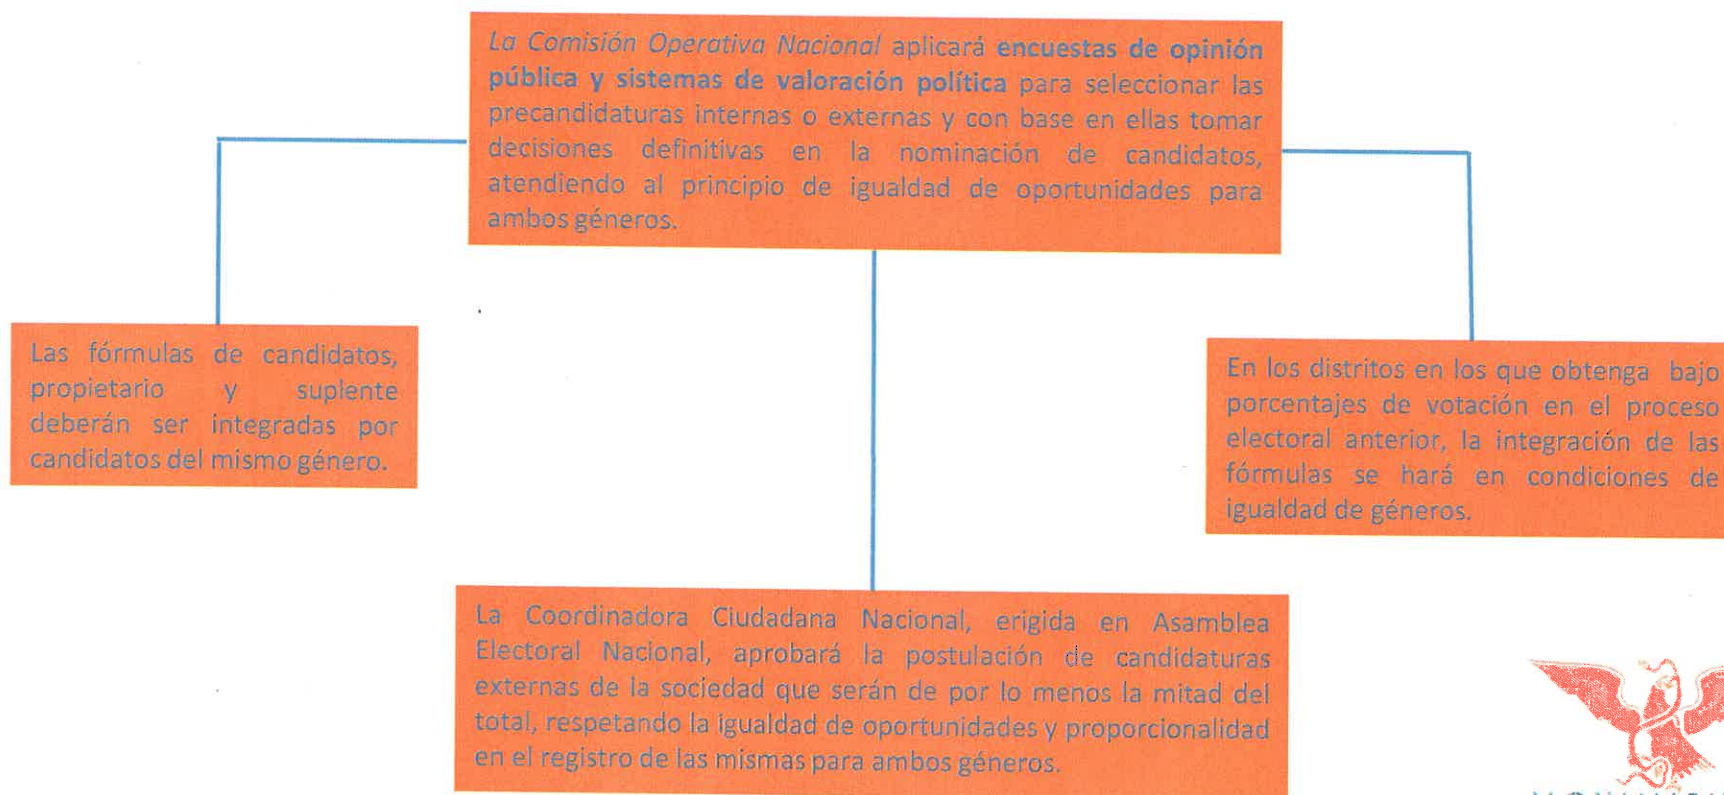 La Comisión Operativa Nacional aplicará encuestas de opinión
pública y sistemas de valoración política para seleccionar las
precandidaturas internas o externas y con base en ellas tomar
decisiones definitivas en la nominación de candidatos,
atendiendo al principio de igualdad de oportunidades para
ambos géneros.
Las fórmulas de candidatos,
propietario y suplente
deberán ser integradas por
candidatos del mismo género.
En los distritos en los que obtenga bajo
porcentajes de votación en el proceso
electoral anterior, la integración de las
fórmulas se hará en condiciones de
igualdad de géneros.
La Coordinadora Ciudadana Nacional, erigida en Asamblea
Electoral Nacional, aprobará la postulación de candidaturas
externas de la sociedad que serán de por lo menos la mitad del
total, respetando la igualdad de oportunidades y proporcionalidad
en el registro de las mismas para ambos géneros.